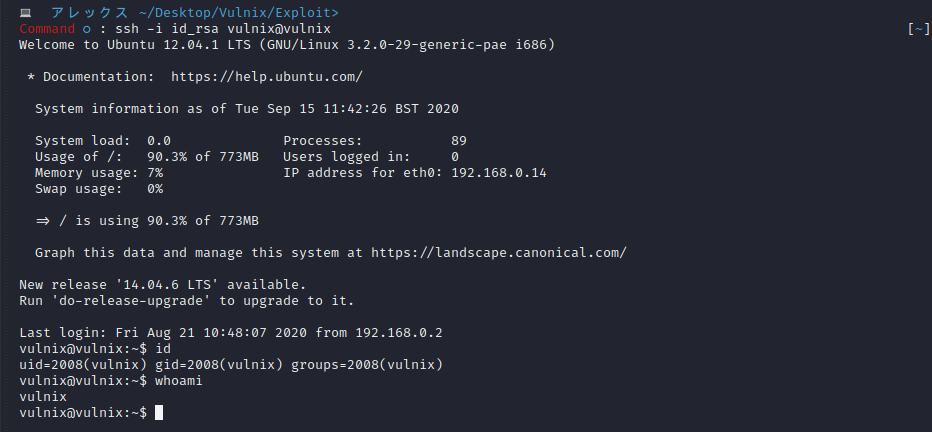 アレックス ~/Desktop/Vulnix/Exploit>
Command ○ : ssh -i id_rsa vulnix@vulnix [~]
Welcome to Ubuntu 12.04.1 LTS (GNU/Linux 3.2.0-29-generic-pae i686)
* Documentation: https://help.ubuntu.com/
System information as of Tue Sep 15 11:42:26 BST 2020
System load: 0.0 Processes: 89
Usage of /: 90.3% of 773MB Users logged in: 0
Memory usage: 7% IP address for eth0: 192.168.0.14
Swap usage: 0%
=> / is using 90.3% of 773MB
Graph this data and manage this system at https://landscape.canonical.com/
New release '14.04.6 LTS' available.
Run 'do-release-upgrade' to upgrade to it.
Last login: Fri Aug 21 10:48:07 2020 from 192.168.0.2
vulnix@vulnix:~$ id
uid=2008(vulnix) gid=2008(vulnix) groups=2008(vulnix)
vulnix@vulnix:~$ whoami
vulnix
vulnix@vulnix:~$